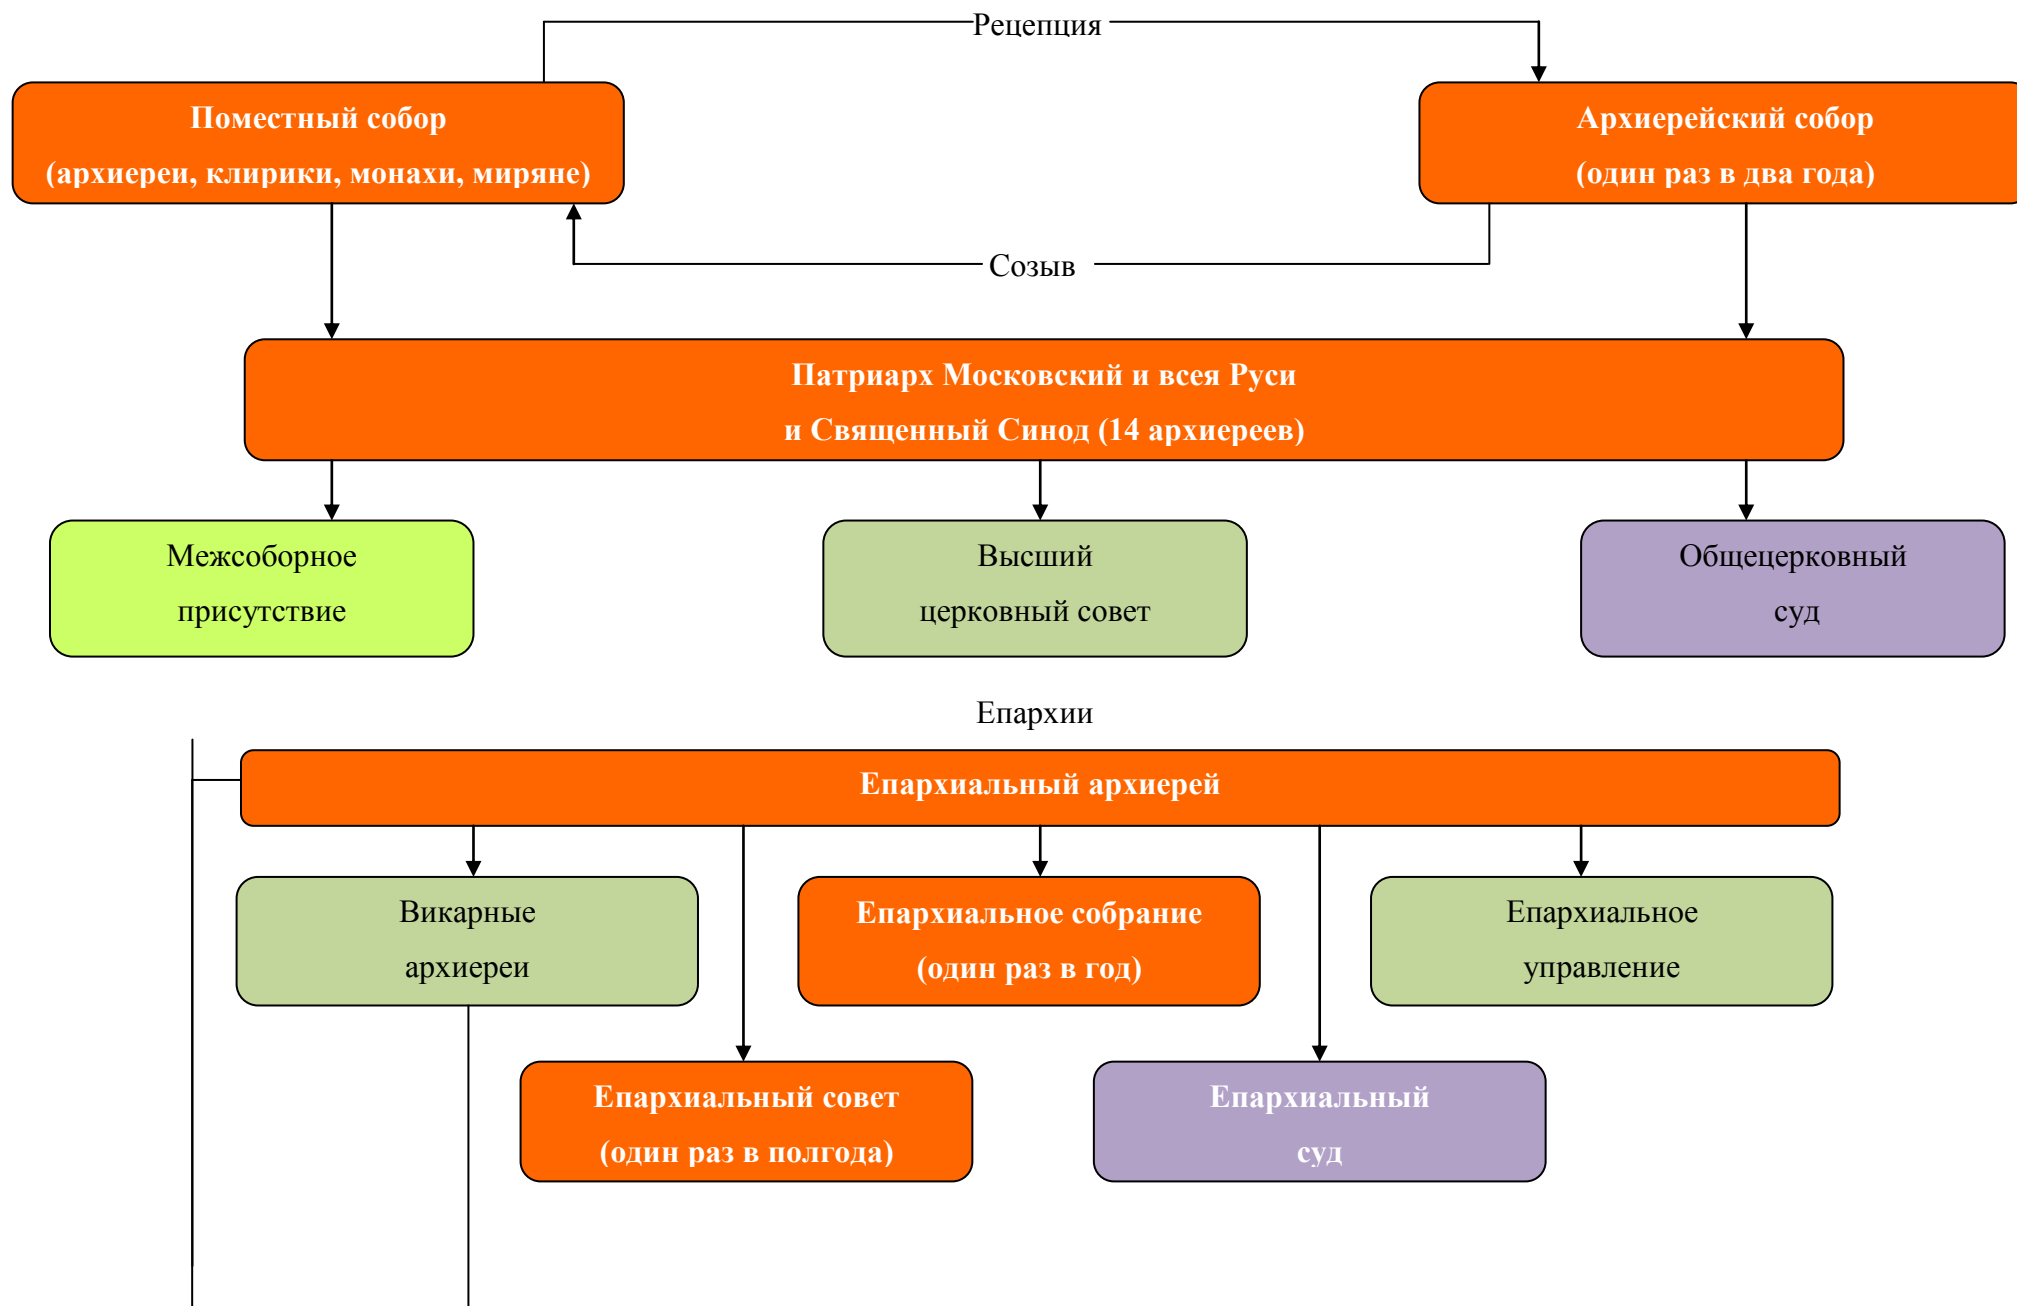 Рецепция
Поместный собор
(архиереи, клирики, монахи, миряне)
Архиерейский собор
(один раз в два года)
Созыв
Патриарх Московский и всея Руси
и Священный Синод (14 архиереев)
Межсоборное
присутствие
Высший
церковный совет
Общецерковный
суд
Епархии
Епархиальный архиерей
Викарные
архиереи
Епархиальное собрание
(один раз в год)
Епархиальное
управление
Епархиальный совет
(один раз в полгода)
Епархиальный
суд